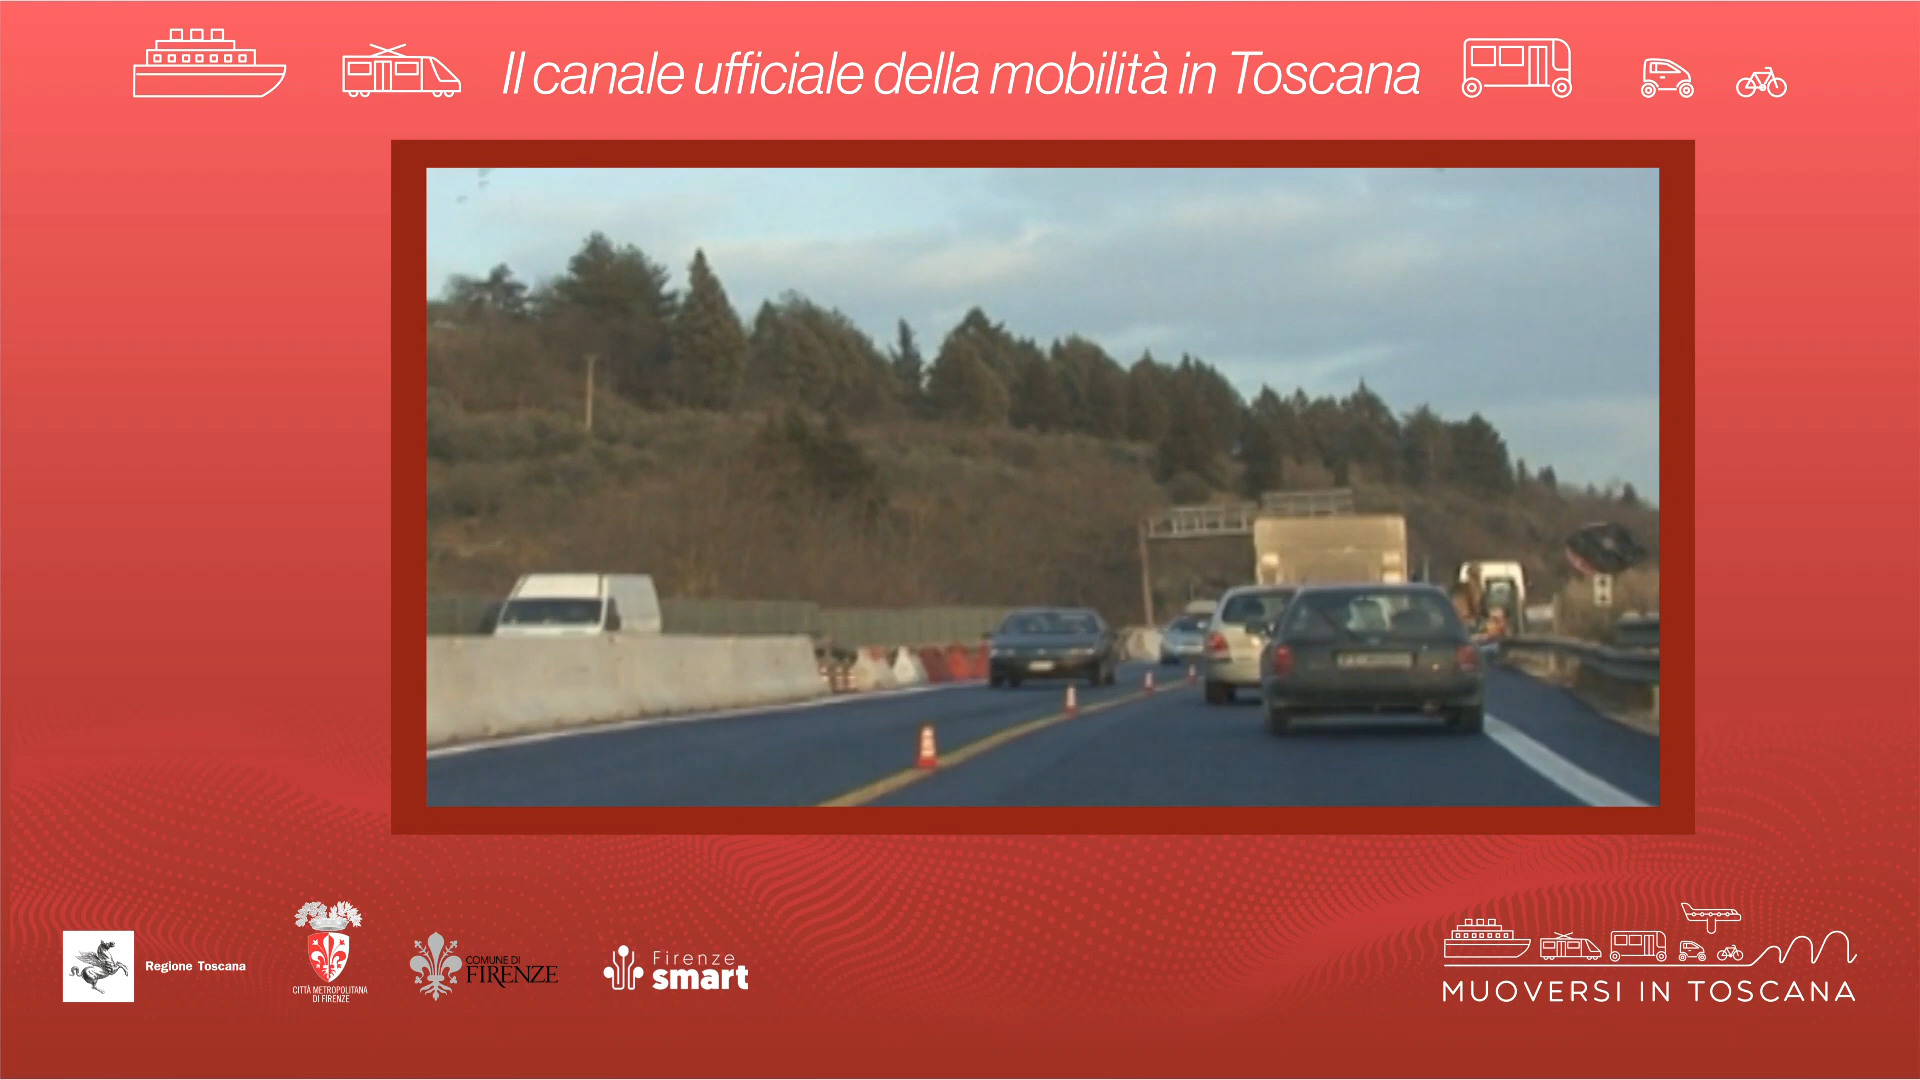 Il canale ufficiale della mobilità in Toscana
Regione Toscana
CITTÀ METROPOLITANA
DI FIRENZE
COMUNE DI
FIRENZE
Firenze
smart
MUOVERSI IN TOSCANA